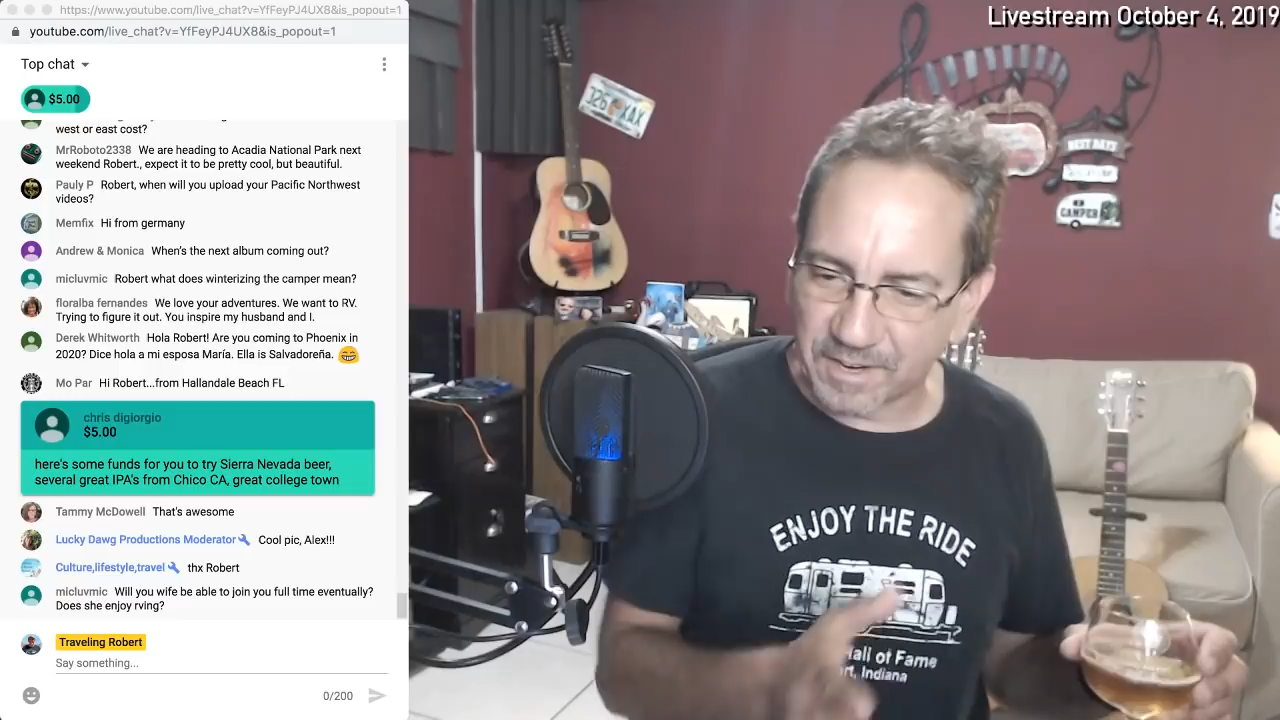 https://www.youtube.com/live_chat?v=YfFeyPJ4UX8&is_popout=1
youtube.com/live_chat?v=YfFeyPJ4UX8&is_popout=1
Livestream October 4, 2019
Top chat
$5.00
west or east cost?
MrRoboto2338 We are heading to Acadia National Park next
weekend Robert., expect it to be pretty cool, but beautiful.
Pauly P Robert, when will you upload your Pacific Northwest
videos?
Memfix Hi from germany
Andrew & Monica When's the next album coming out?
micluvmic Robert what does winterizing the camper mean?
floralba fernandes We love your adventures. We want to RV.
Trying to figure it out. You inspire my husband and I.
Derek Whitworth Hola Robert! Are you coming to Phoenix in
2020? Dice hola a mi esposa María. Ella is Salvadoreña. 😁
Mo Par Hi Robert...from Hallandale Beach FL
chris digiorgio
$5.00
here's some funds for you to try Sierra Nevada beer,
several great IPA's from Chico CA, great college town
Tammy McDowell That's awesome
Lucky Dawg Productions Moderator Cool pic, Alex!!!
Culture,lifestyle,travel thx Robert
micluvmic Will you wife be able to join you full time eventually?
Does she enjoy rving?
Traveling Robert
Say something...
0/200
BEST DAYS
CAMPER
ENJOY THE RIDE
Hall of Fame
Indiana